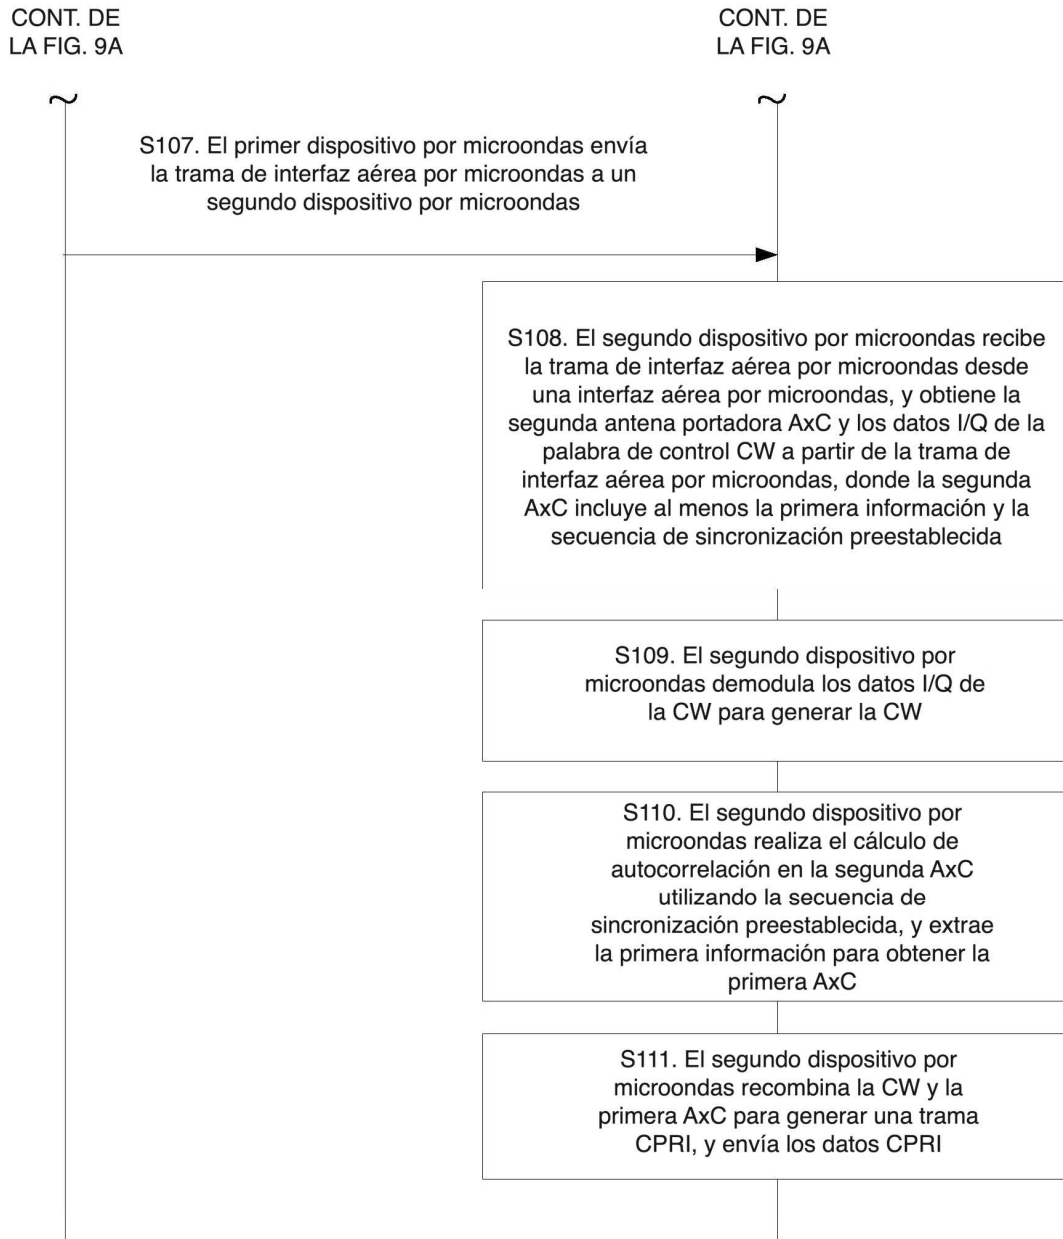 CONT. DE
LA FIG. 9A
CONT. DE
LA FIG. 9A
S107. El primer dispositivo por microondas envía
la trama de interfaz aérea por microondas a un
segundo dispositivo por microondas
S108. El segundo dispositivo por microondas recibe
la trama de interfaz aérea por microondas desde
una interfaz aérea por microondas, y obtiene la
segunda antena portadora AxC y los datos I/Q de la
palabra de control CW a partir de la trama de
interfaz aérea por microondas, donde la segunda
AxC incluye al menos la primera información y la
secuencia de sincronización preestablecida
S109. El segundo dispositivo por
microondas demodula los datos I/Q de
la CW para generar la CW
S110. El segundo dispositivo por
microondas realiza el cálculo de
autocorrelación en la segunda AxC
utilizando la secuencia de
sincronización preestablecida, y extrae
la primera información para obtener la
primera AxC
S111. El segundo dispositivo por
microondas recombina la CW y la
primera AxC para generar una trama
CPRI, y envía los datos CPRI